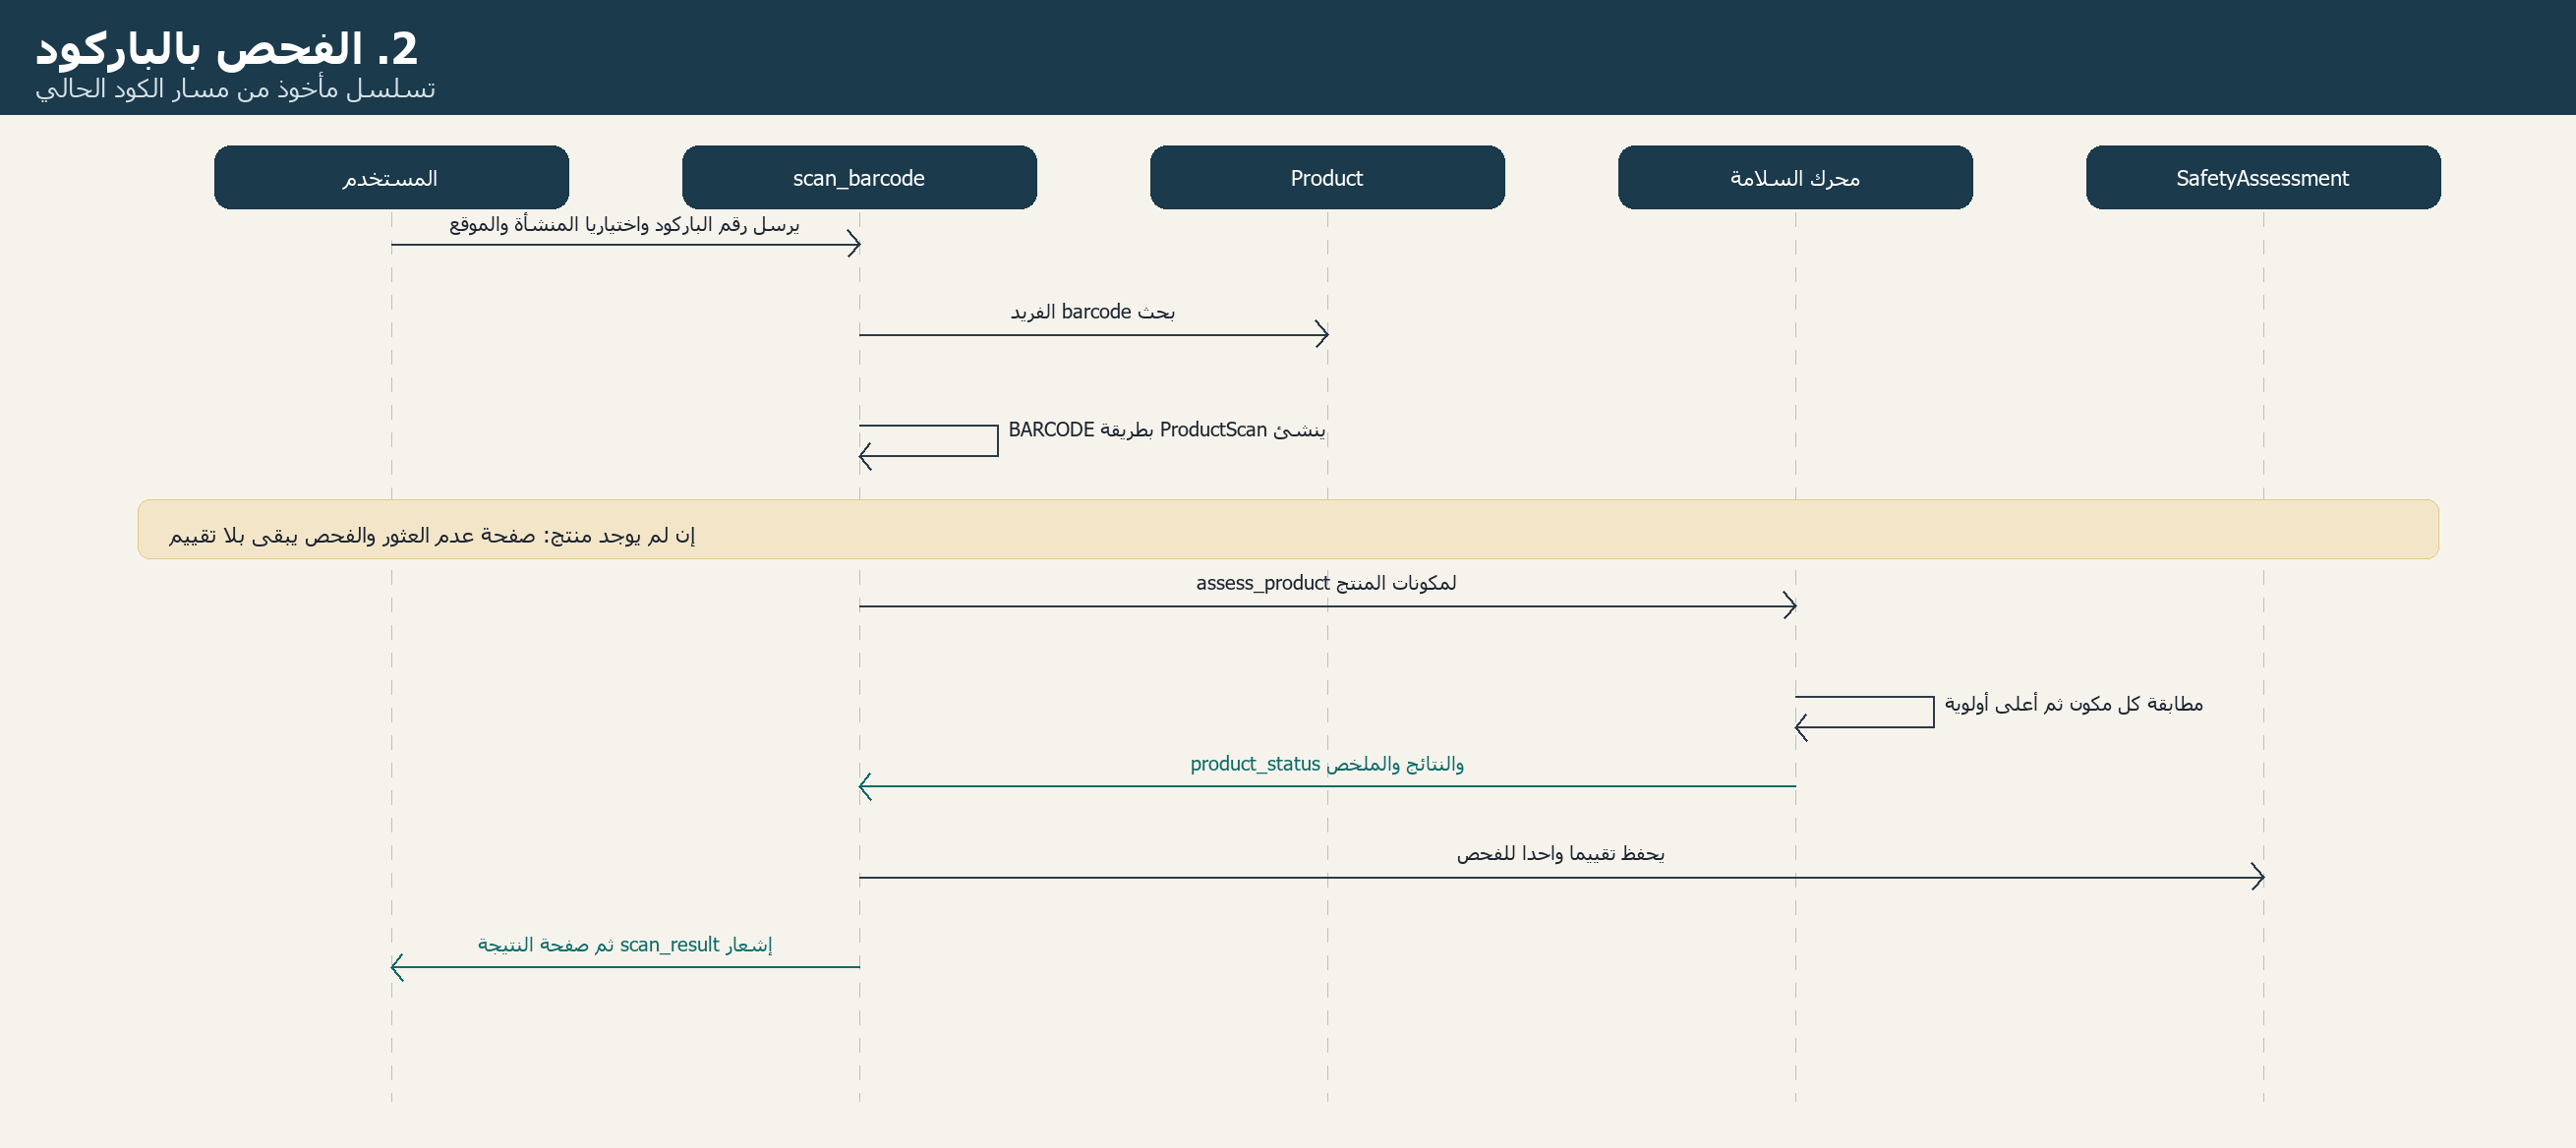 2. الفحص بالباركود
تسلسل مأخوذ من مسار الكود الحالي
المستخدم
scan_barcode
Product
محرك السلامة
SafetyAssessment
يرسل رقم الباركود واختياريا المنشأة والموقع
بحث barcode الفريد
ينشئ ProductScan بطريقة BARCODE
إن لم يوجد منتج: صفحة عدم العثور والفحص يبقى بلا تقييم
assess_product لمكونات المنتج
مطابقة كل مكون ثم أعلى أولوية
product_status والنتائج والملخص
يحفظ تقييما واحدا للفحص
إشعار scan_result ثم صفحة النتيجة